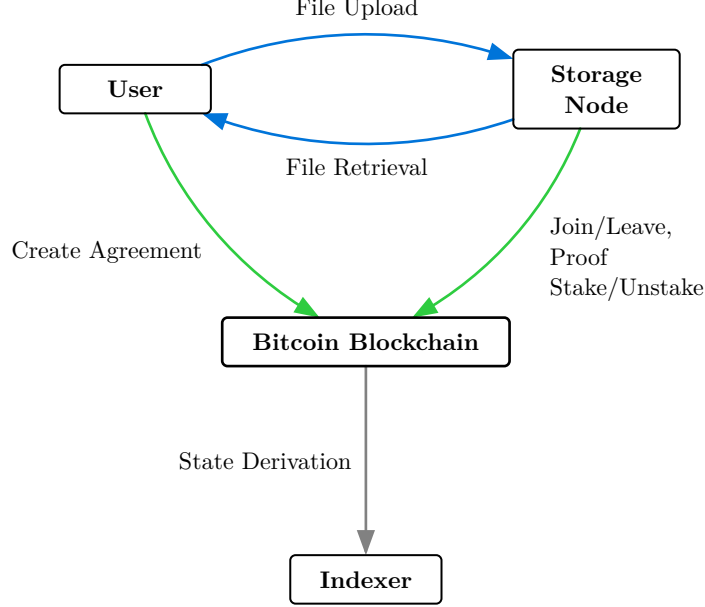 File Upload
User
Storage
Node
File Retrieval
Create Agreement
Join/Leave,
Proof
Stake/Unstake
Bitcoin Blockchain
State Derivation
Indexer